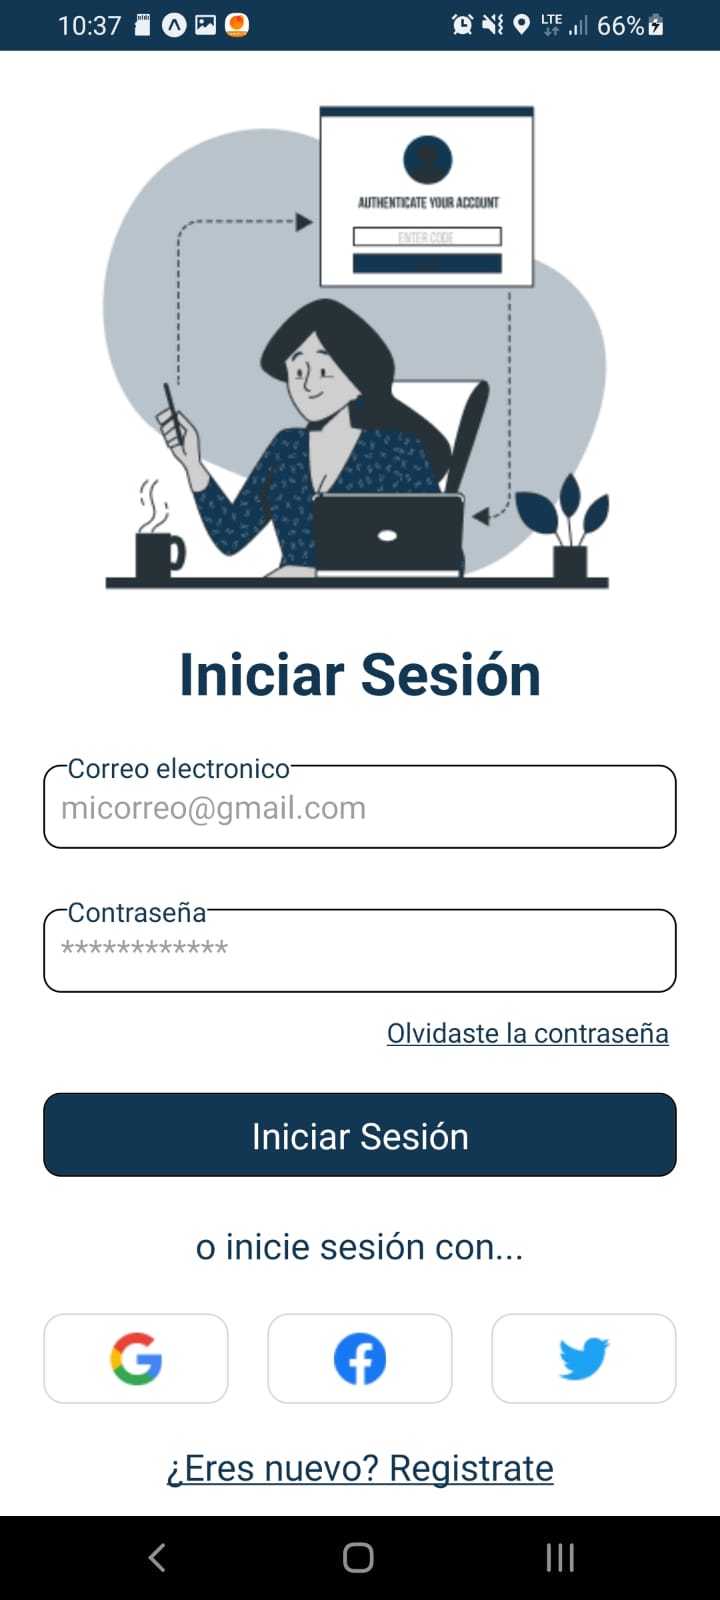 10:37
LTE
66%
AUTHENTICATE YOUR ACCOUNT
ENTER CODE
Iniciar Sesión
Correo electronico
micorreo@gmail.com
Contraseña
************
Olvidaste la contraseña
Iniciar Sesión
o inicie sesión con...
¿Eres nuevo? Registrate